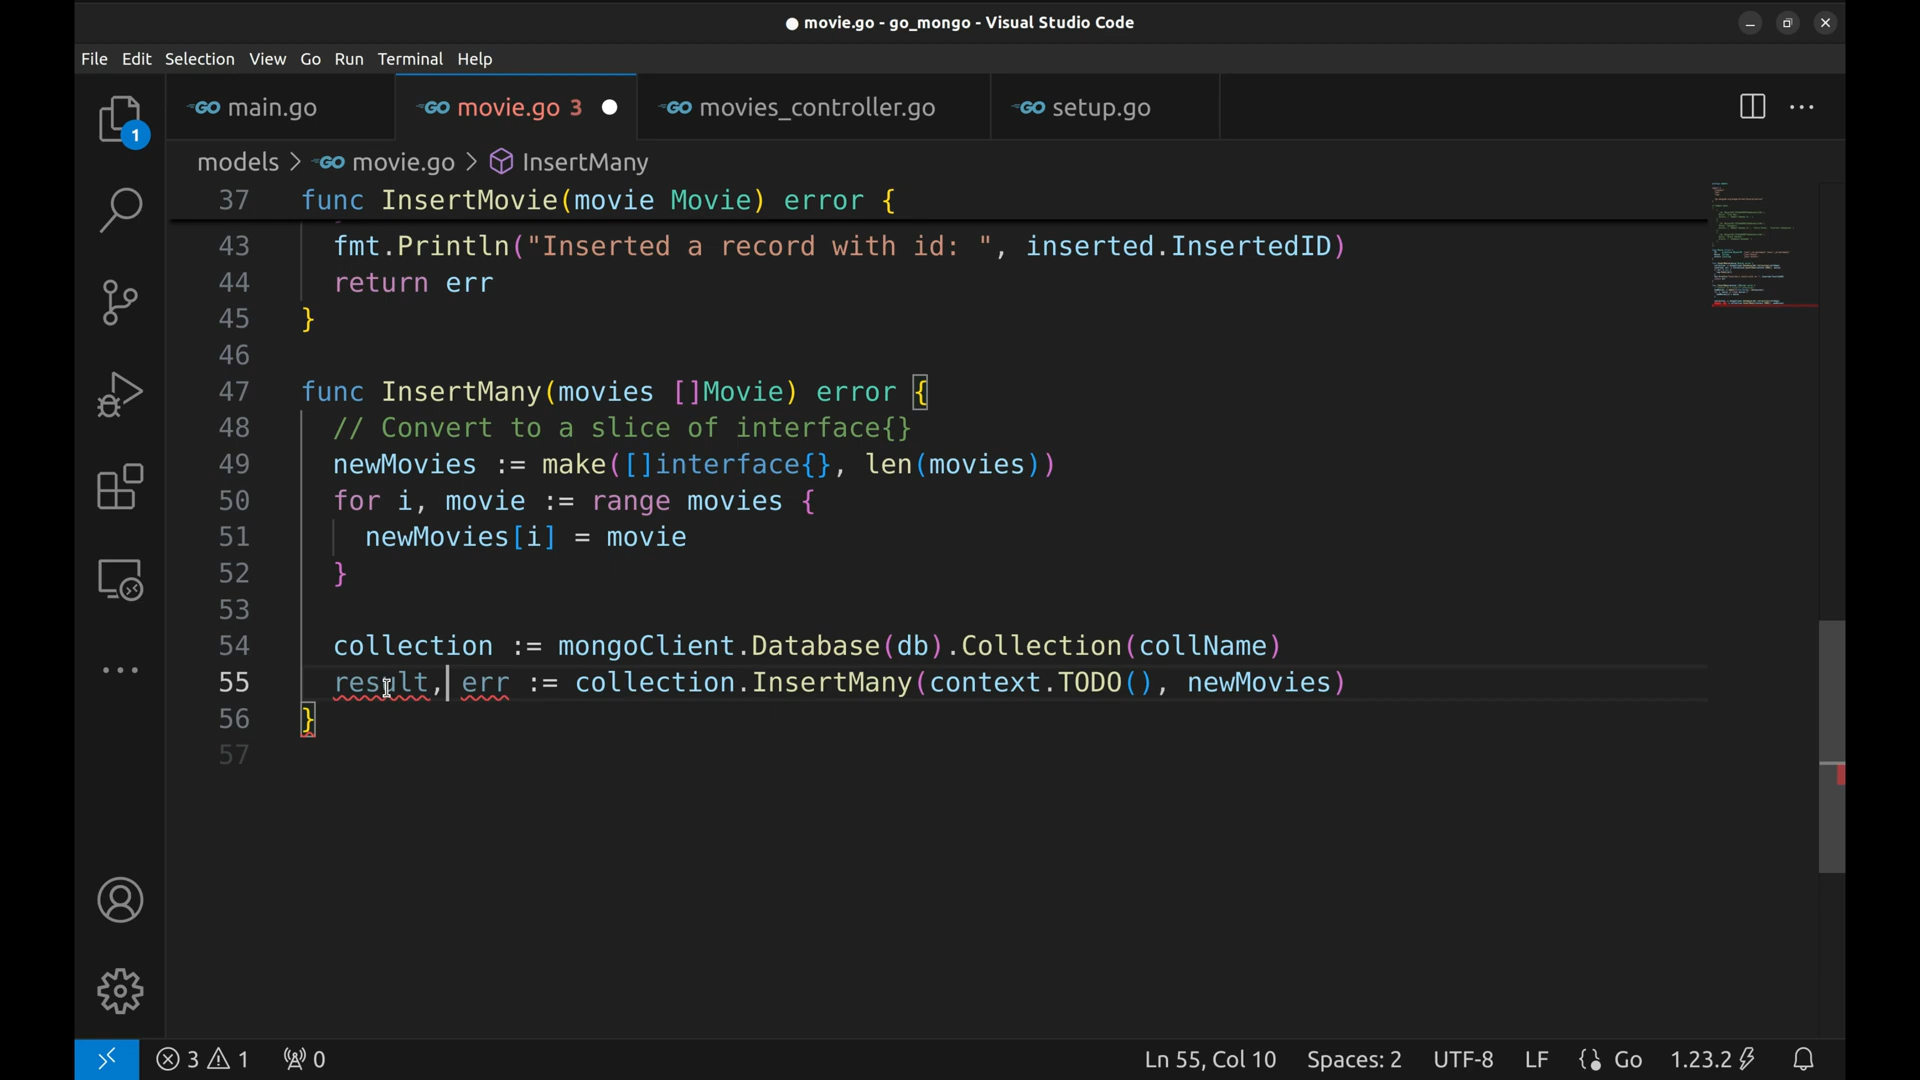 movie.go - go_mongo - Visual Studio Code
File Edit Selection View Go Run Terminal Help
GO main.go GO movie.go 3 GO movies_controller.go GO setup.go
1
models > GO movie.go > InsertMany
37 func InsertMovie(movie Movie) error {
43 fmt.Println("Inserted a record with id: ", inserted.InsertedID)
44 return err
45 }
46
47 func InsertMany(movies []Movie) error {
48 // Convert to a slice of interface{}
49 newMovies := make([]interface{}, len(movies))
50 for i, movie := range movies {
51 newMovies[i] = movie
52 }
53
54 collection := mongoClient.Database(db).Collection(collName)
55 result, err := collection.InsertMany(context.TODO(), newMovies)
56 }
57
3 1 0 Ln 55, Col 10 Spaces: 2 UTF-8 LF {} Go 1.23.2